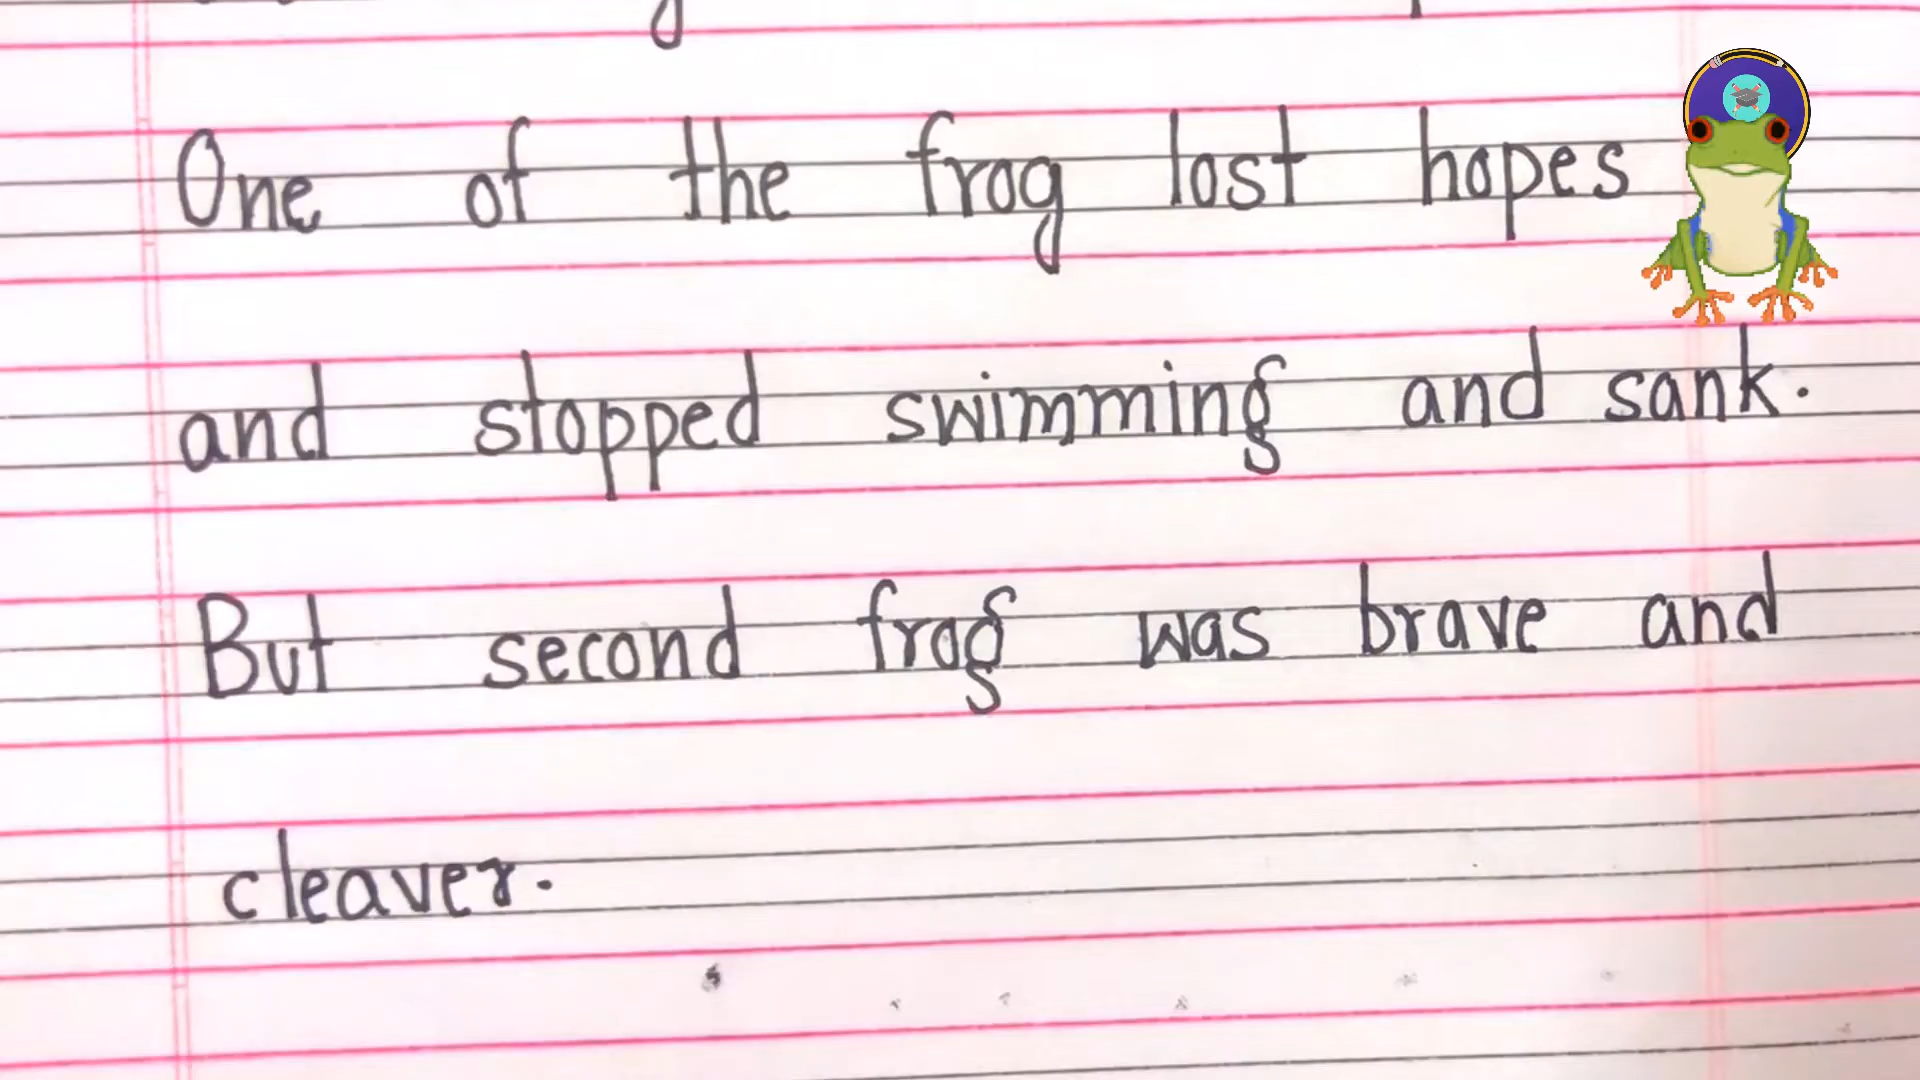 One of the frog lost hopes
and stopped swimming and sank.
But second frog was brave and
cleaver.